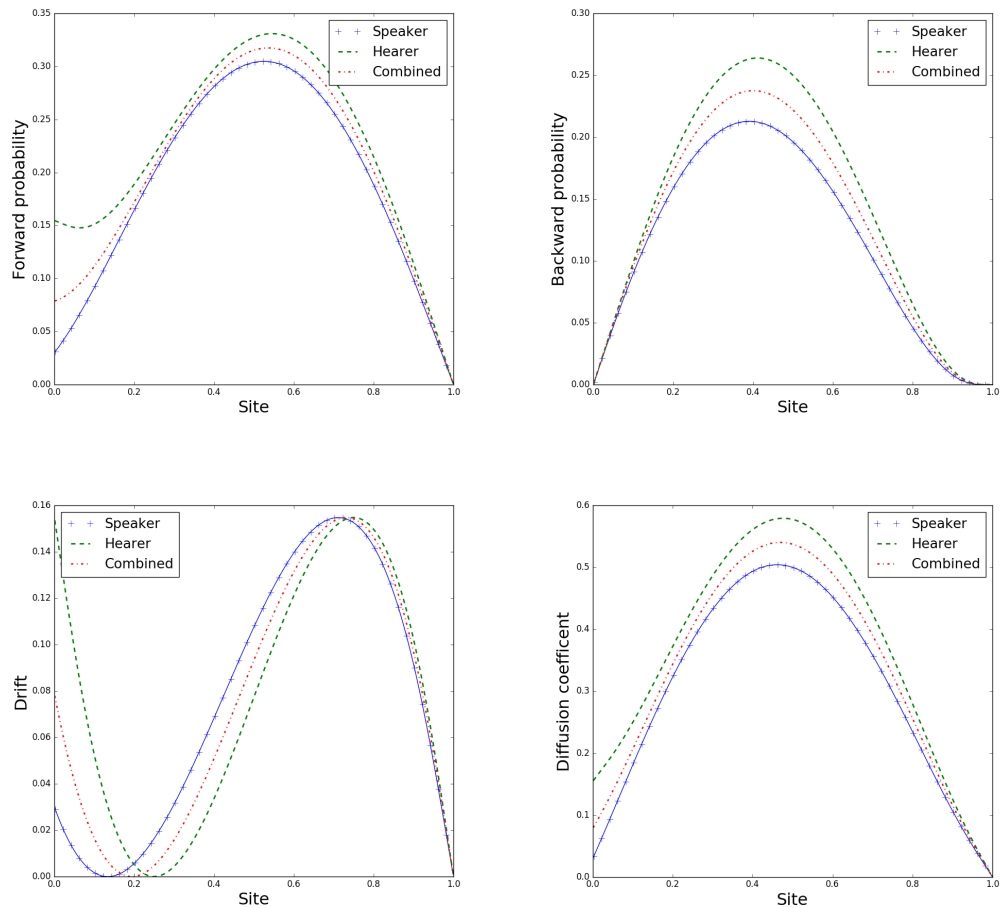 0.35
0.30
0.25
0.20
0.15
0.10
0.05
0.00
0.0 0.2 0.4 0.6 0.8 1.0
Forward probability
Site
Speaker
Hearer
Combined
0.30
0.25
0.20
0.15
0.10
0.05
0.00
0.0 0.2 0.4 0.6 0.8 1.0
Backward probability
Site
Speaker
Hearer
Combined
0.16
0.14
0.12
0.10
0.08
0.06
0.04
0.02
0.00
0.0 0.2 0.4 0.6 0.8 1.0
Drift
Site
Speaker
Hearer
Combined
0.6
0.5
0.4
0.3
0.2
0.1
0.0
0.0 0.2 0.4 0.6 0.8 1.0
Diffusion coefficent
Site
Speaker
Hearer
Combined